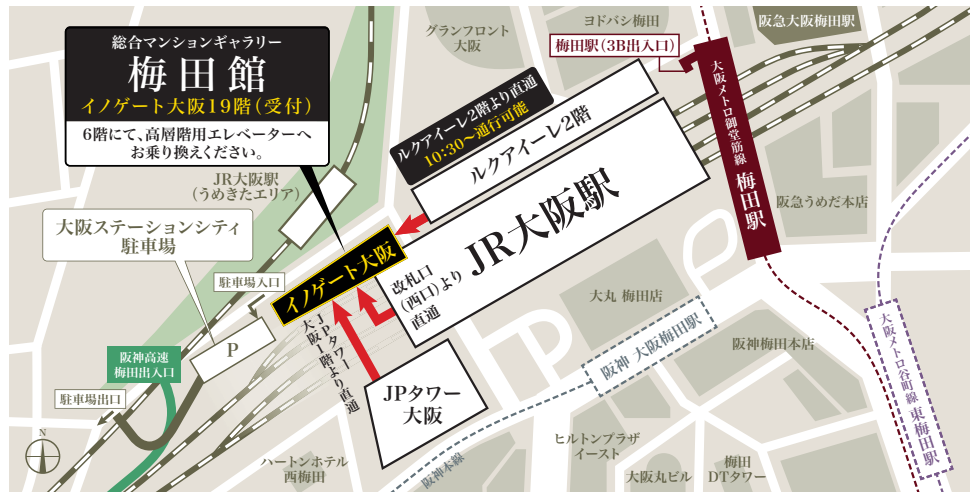 総合マンションギャラリー
梅田館
イノゲート大阪19階(受付)
6階にて、高層階用エレベーターへ
お乗り換えください。
グランフロント
大阪
ヨドバシ梅田
阪急大阪梅田駅
梅田駅(3B出入口)
大阪メトロ御堂筋線 梅田駅
ルクアイーレ2階より直通
10:30〜通行可能
ルクアイーレ2階
JR大阪駅
(うめきたエリア)
大阪ステーションシティ
駐車場
イノゲート大阪
改札口
(西口)より
直通
JR大阪駅
阪急うめだ本店
駐車場入口
P
阪神高速
梅田出入口
駐車場出口
JPタワー
大阪1階より直通
JPタワー
大阪
大丸 梅田店
阪神 大阪梅田駅
阪神梅田本店
大阪メトロ谷町線 東梅田駅
N
ハートンホテル
西梅田
阪神本線
ヒルトンプラザ
イースト
大阪丸ビル
梅田
DTタワー